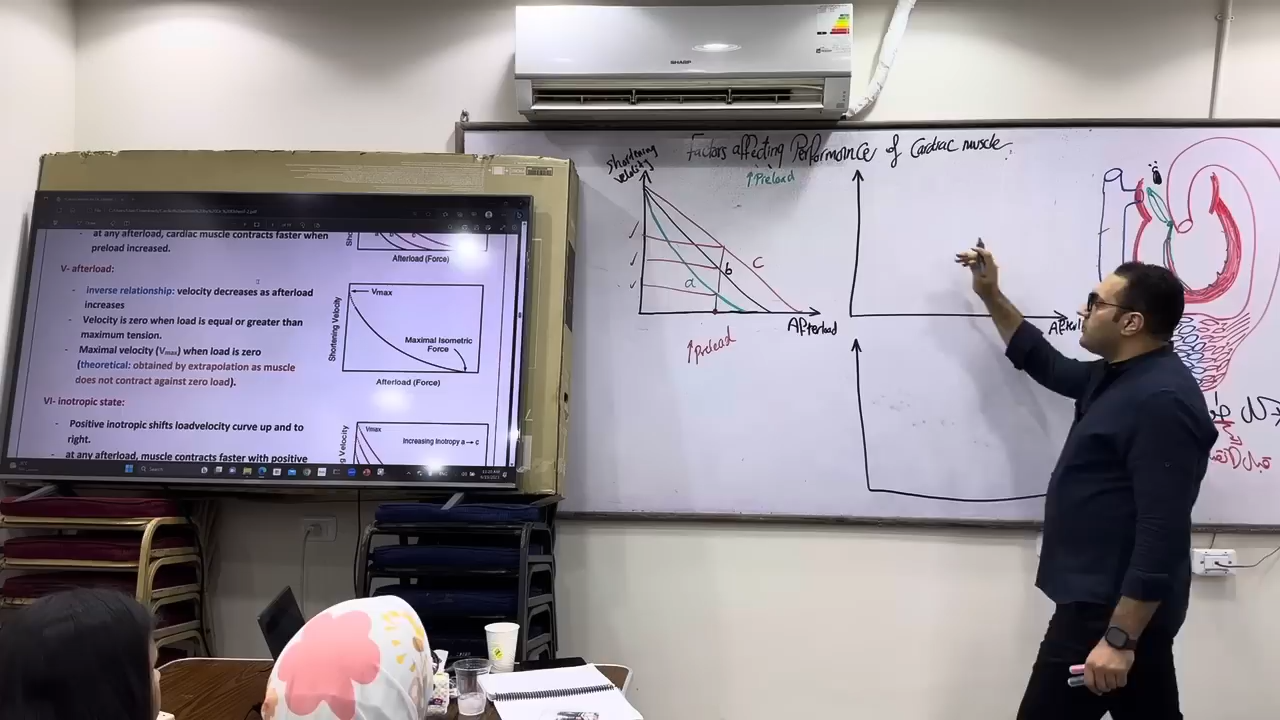 SHARP
at any afterload, cardiac muscle contracts faster when
preload increased.
Afterload (Force)
V- afterload:
- inverse relationship: velocity decreases as afterload
increases
- Velocity is zero when load is equal or greater than
maximum tension.
- Maximal velocity (Vmax) when load is zero
(theoretical: obtained by extrapolation as muscle
does not contract against zero load).
Shortening Velocity
Vmax
Maximal Isometric
Force
Afterload (Force)
VI- inotropic state:
- Positive inotropic shifts loadvelocity curve up and to
right.
- at any afterload, muscle contracts faster with positive
Velocity
Vmax
Increasing Inotropy a → c
Search
Factors affecting Performance of Cardiac muscle.
Shortening
velocity
↑Preload
a
b
c
Afterload
↑Preload